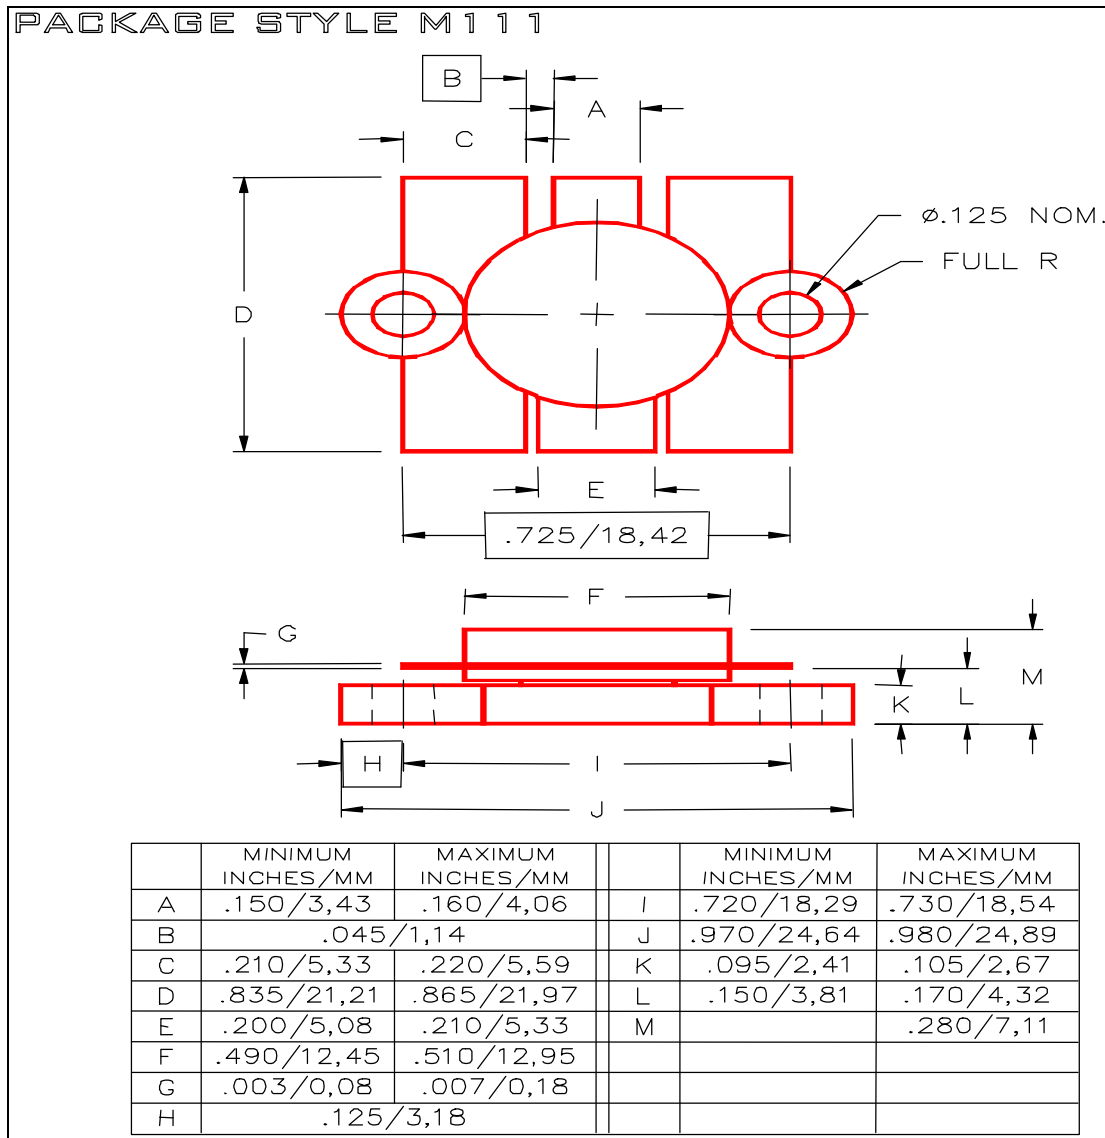 PACKAGE STYLE M111
B
A
C
Ø.125 NOM.
FULL R
D
E
.725/18,42
F
G
M
L
K
H
I
J
MINIMUM INCHES/MM MAXIMUM INCHES/MM MINIMUM INCHES/MM MAXIMUM INCHES/MM
A .150/3,43 .160/4,06 I .720/18,29 .730/18,54
B .045/1,14 J .970/24,64 .980/24,89
C .210/5,33 .220/5,59 K .095/2,41 .105/2,67
D .835/21,21 .865/21,97 L .150/3,81 .170/4,32
E .200/5,08 .210/5,33 M .280/7,11
F .490/12,45 .510/12,95
G .003/0,08 .007/0,18
H .125/3,18